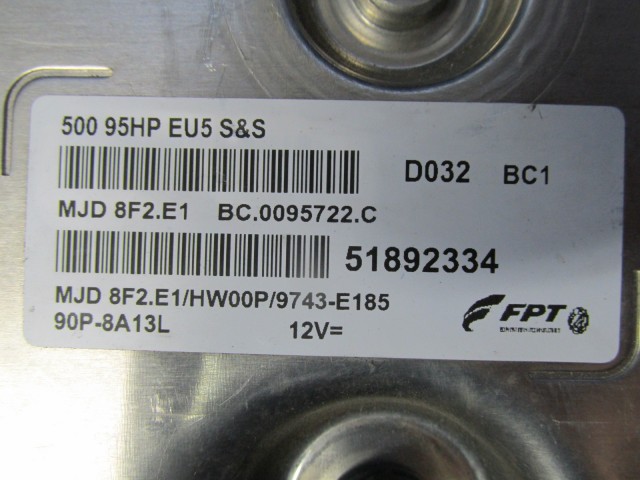 500 95HP EU5 S&S
D032 BC1
MJD 8F2.E1 BC.0095722.C
51892334
MJD 8F2.E1/HW00P/9743-E185
90P-8A13L 12V=
FPT